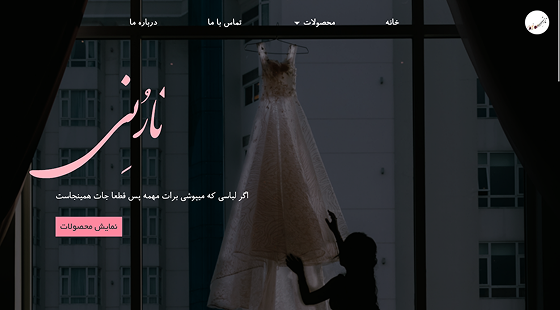 خانه
محصولات
تماس با ما
درباره ما
نارُنِی
اگر لباسی که میپوشی برات مهمه پس قطعا جات همینجاست
نمایش محصولات